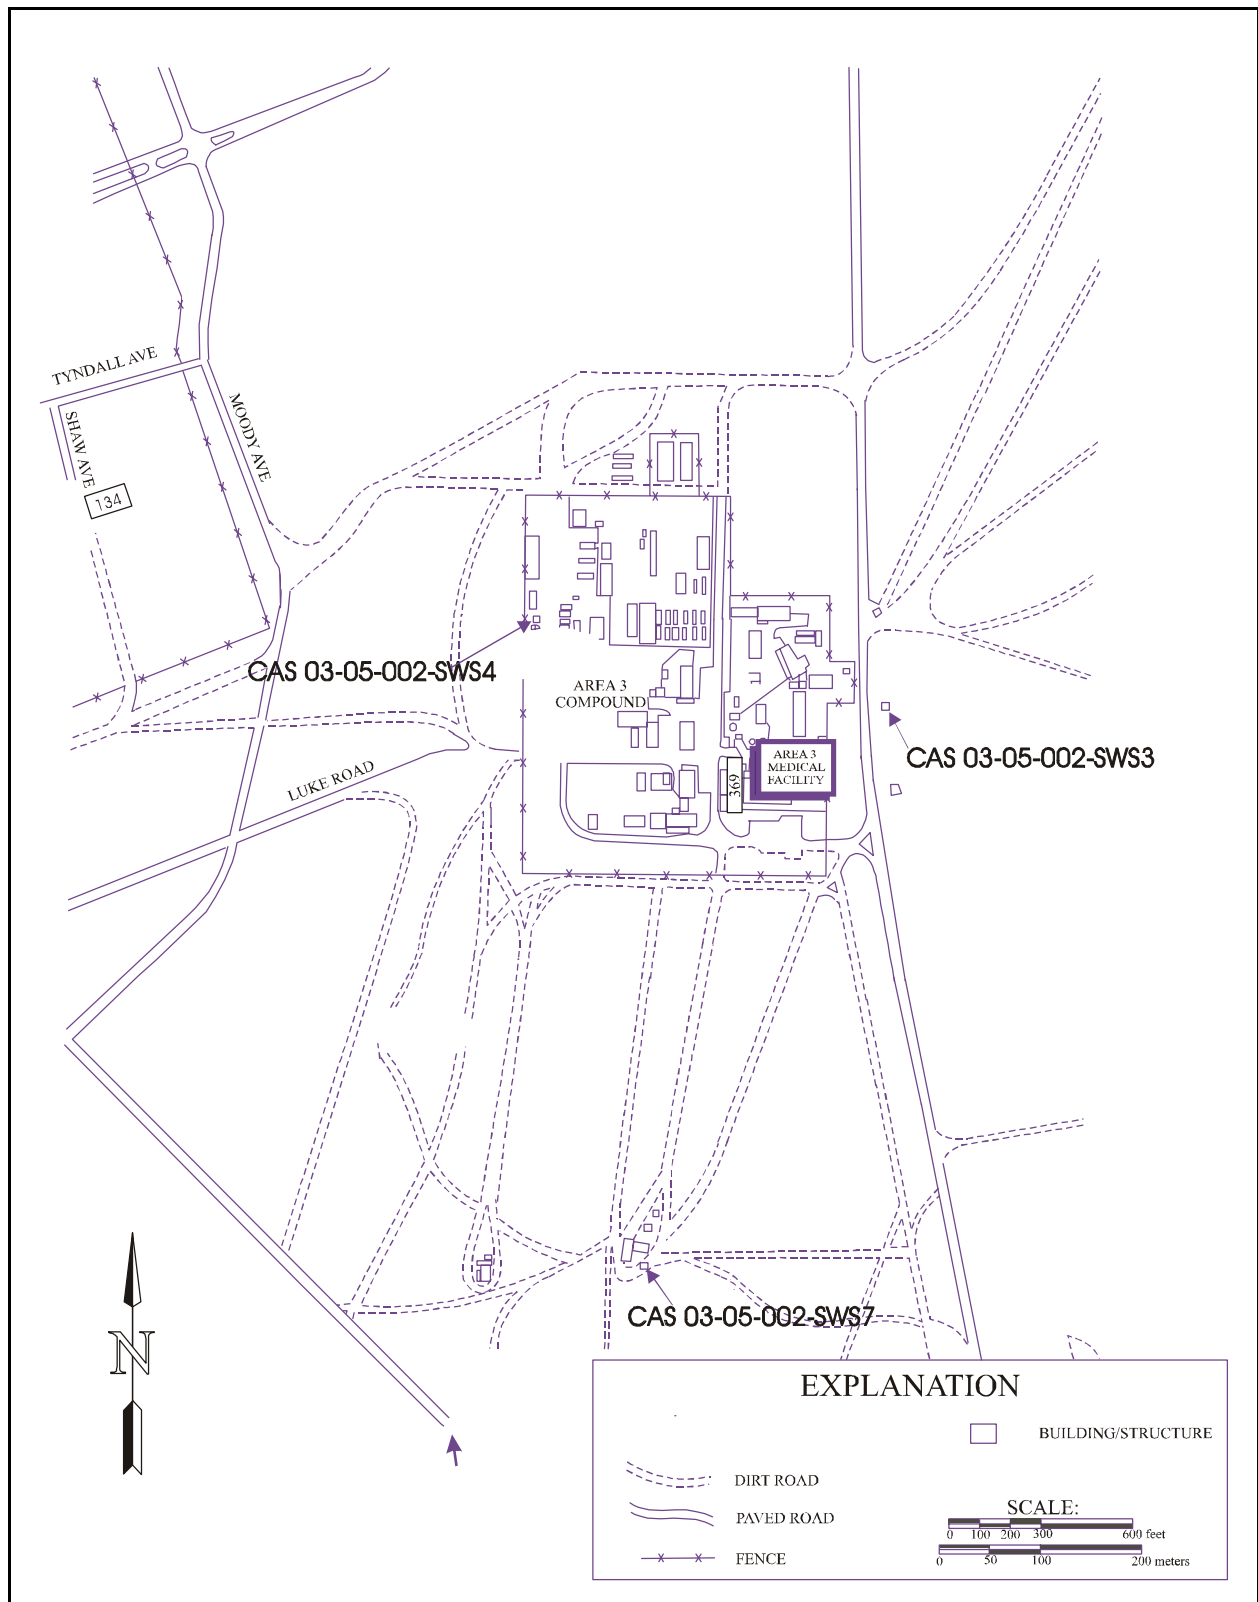 TYNDALL AVE
SHAW AVE
MOODY AVE
134
CAS 03-05-002-SWS4
AREA 3
COMPOUND
LUKE ROAD
369
AREA 3
MEDICAL
FACILITY
CAS 03-05-002-SWS3
CAS 03-05-002-SWS7
N
EXPLANATION
BUILDING/STRUCTURE
DIRT ROAD
PAVED ROAD
FENCE
SCALE:
0 100 200 300 600 feet
0 50 100 200 meters